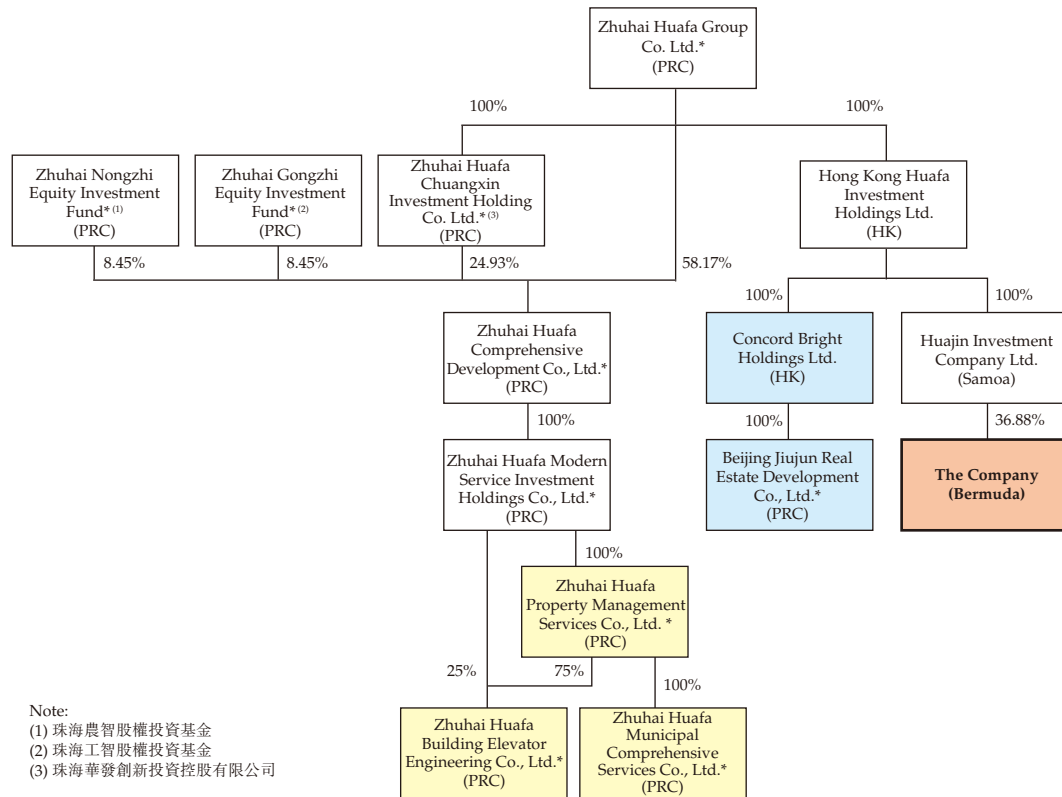 Zhuhai Huafa Group
Co. Ltd.*
(PRC)
100%
100%
Zhuhai Nongzhi
Equity Investment
Fund* (1)
(PRC)
Zhuhai Gongzhi
Equity Investment
Fund* (2)
(PRC)
Zhuhai Huafa
Chuangxin
Investment Holding
Co. Ltd.* (3)
(PRC)
Hong Kong Huafa
Investment
Holdings Ltd.
(HK)
8.45%
8.45%
24.93%
58.17%
100%
100%
Zhuhai Huafa
Comprehensive
Development Co., Ltd.*
(PRC)
Concord Bright
Holdings Ltd.
(HK)
Huajin Investment
Company Ltd.
(Samoa)
100%
100%
36.88%
Zhuhai Huafa Modern
Service Investment
Holdings Co., Ltd.*
(PRC)
Beijing Jiujun Real
Estate Development
Co., Ltd.*
(PRC)
The Company
(Bermuda)
100%
Zhuhai Huafa
Property Management
Services Co., Ltd. *
(PRC)
25%
75%
100%
Zhuhai Huafa
Building Elevator
Engineering Co., Ltd.*
(PRC)
Zhuhai Huafa
Municipal
Comprehensive
Services Co., Ltd.*
(PRC)
Note:
(1) 珠海農智股權投資基金
(2) 珠海工智股權投資基金
(3) 珠海華發創新投資控股有限公司